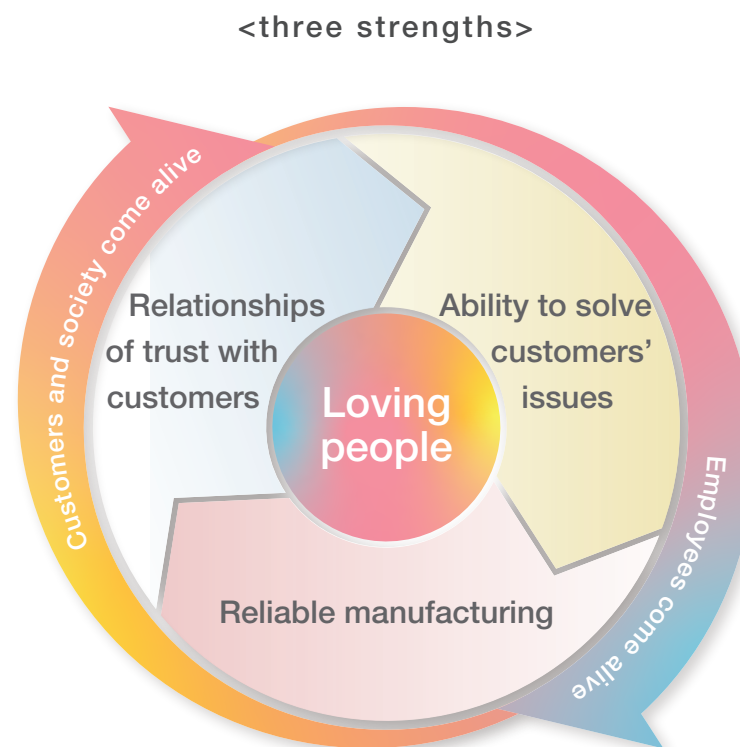 <three strengths>
Customers and society come alive
Relationships
of trust with
customers
Ability to solve
customers’
issues
Loving
people
Reliable manufacturing
Employees come alive